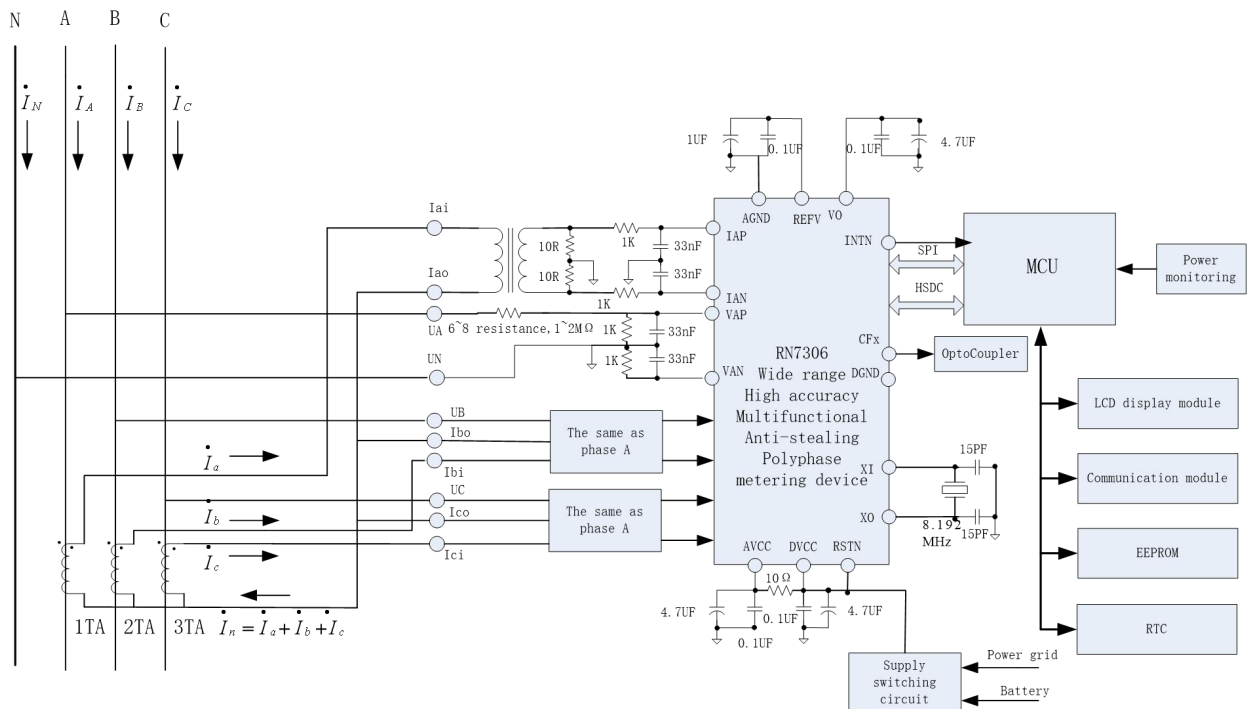 N
A
B
C
İN
İA
İB
İC
1UF
0.1UF
0.1UF
4.7UF
AGND
REFV
VO
Iai
IAP
INTN
10R
1K
33nF
SPI
MCU
Power
monitoring
10R
33nF
Iao
HSDC
1K
IAN
VAP
UA
6~8 resistance,1~2MΩ
1K
33nF
CFx
OptoCoupler
UN
1K
33nF
RN7306
VAN
Wide range
DGND
High accuracy
Multifunctional
Anti-stealing
Polyphase
metering device
LCD display module
UB
Ibo
The same as
phase A
Ibi
İa
15PF
XI
Communication module
UC
İb
Ico
The same as
phase A
XO
8.192
MHz
15PF
Ici
İc
EEPROM
AVCC
DVCC
RSTN
10Ω
4.7UF
0.1UF
4.7UF
0.1UF
1TA
2TA
3TA
İn = İa + İb + İc
RTC
Supply
switching
circuit
Power grid
Battery